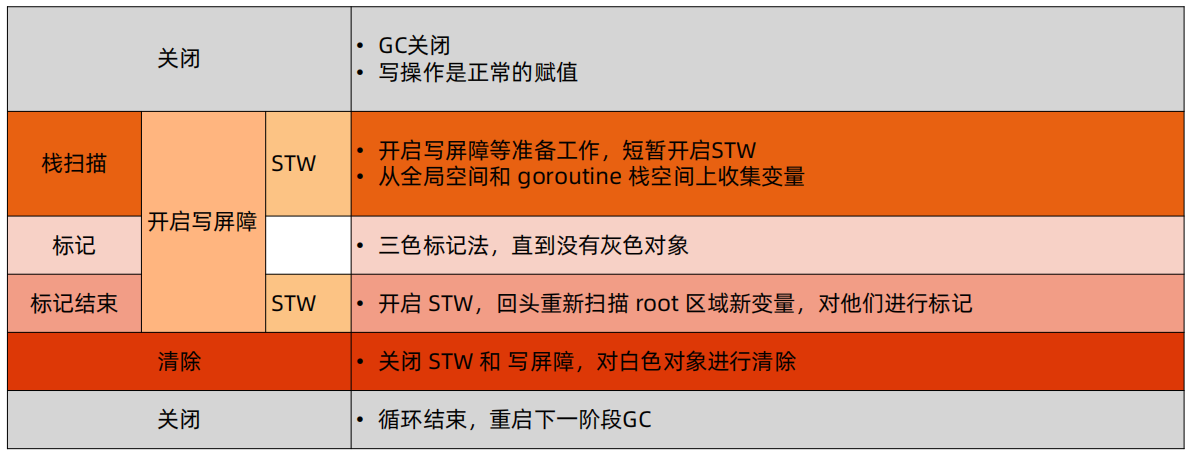 关闭
• GC关闭
• 写操作是正常的赋值
栈扫描
开启写屏障
STW
• 开启写屏障等准备工作，短暂开启STW
• 从全局空间和 goroutine 栈空间上收集变量
标记
• 三色标记法，直到没有灰色对象
标记结束
STW
• 开启 STW，回头重新扫描 root 区域新变量，对他们进行标记
清除
• 关闭 STW 和 写屏障，对白色对象进行清除
关闭
• 循环结束，重启下一阶段GC